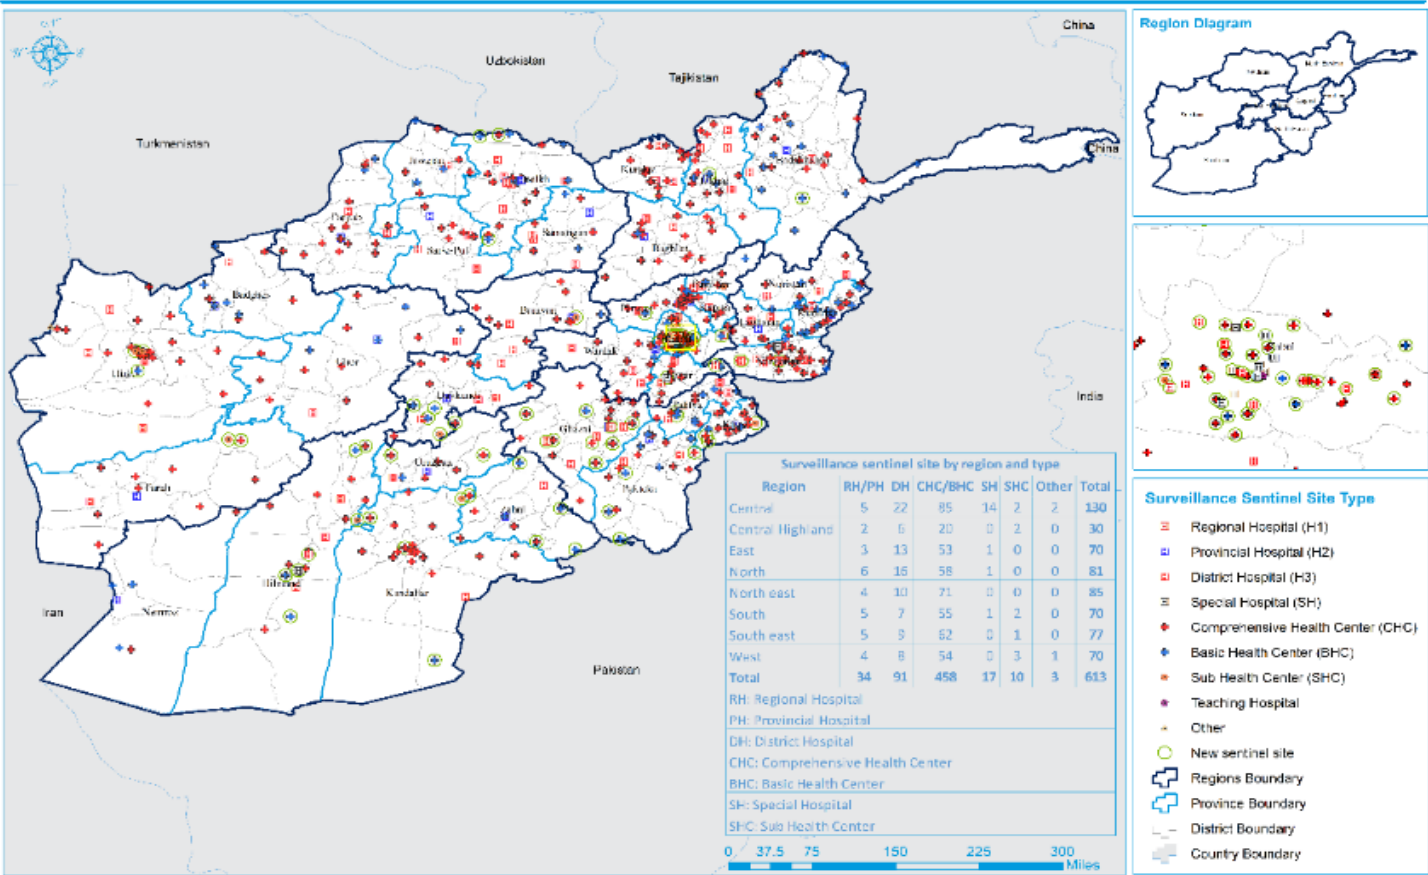 China
Uzbekistan
Tajikistan
Turkmenistan
China
Kunduz
Balkh
Faryab
Sar-e-Pul
Samangan
Baghlan
Badghes
Nuristan
Bamyan
Ghor
Wardak
Hirat
Ghazni
India
Farah
Paktika
Zabul
Hilmand
Kandahar
Iran
Nemroz
Pakistan
Surveillance sentinel site by region and type
Region RH/PH DH CHC/BHC SH SHC Other Total
Central 5 22 85 14 2 2 130
Central Highland 2 6 20 0 2 0 30
East 3 13 53 1 0 0 70
North 6 16 58 1 0 0 81
North east 4 10 71 0 0 0 85
South 5 7 55 1 2 0 70
South east 5 9 62 0 1 0 77
West 4 8 54 0 3 1 70
Total 34 91 458 17 10 3 613
RH: Regional Hospital
PH: Provincial Hospital
DH: District Hospital
CHC: Comprehensive Health Center
BHC: Basic Health Center
SH: Special Hospital
SHC: Sub Health Center
0 37.5 75 150 225 300
Miles
Region Diagram
Surveillance Sentinel Site Type
Regional Hospital (H1)
Provincial Hospital (H2)
District Hospital (H3)
Special Hospital (SH)
Comprehensive Health Center (CHC)
Basic Health Center (BHC)
Sub Health Center (SHC)
Teaching Hospital
Other
New sentinel site
Regions Boundary
Province Boundary
District Boundary
Country Boundary